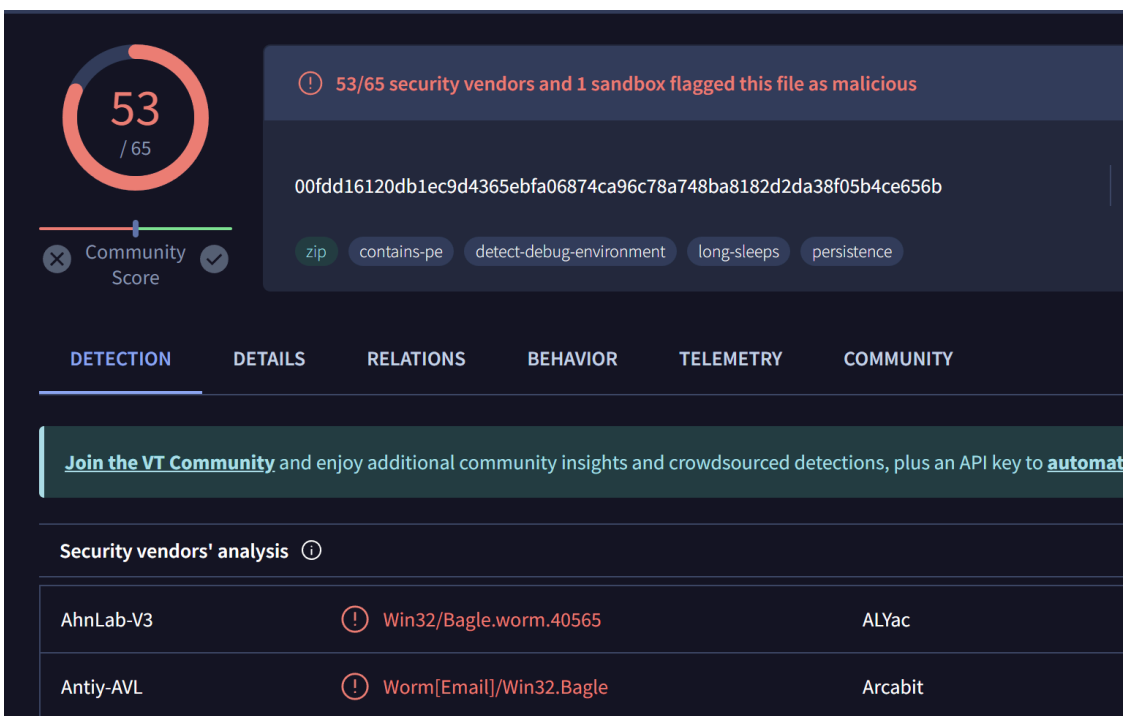 53
/ 65
Community
Score
53/65 security vendors and 1 sandbox flagged this file as malicious
00fdd16120db1ec9d4365ebfa06874ca96c78a748ba8182d2da38f05b4ce656b
zip contains-pe detect-debug-environment long-sleeps persistence
DETECTION DETAILS RELATIONS BEHAVIOR TELEMETRY COMMUNITY
Join the VT Community and enjoy additional community insights and crowdsourced detections, plus an API key to automat
Security vendors' analysis
AhnLab-V3 Win32/Bagle.worm.40565 ALYac
Antiy-AVL Worm[Email]/Win32.Bagle Arcabit